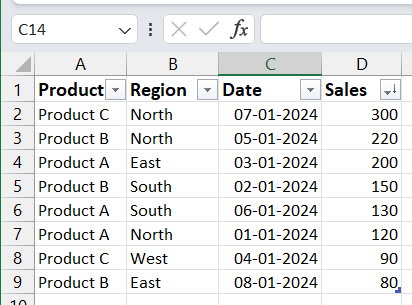 C14 fx
A B C D
1 Product Region Date Sales
2 Product C North 07-01-2024 300
3 Product B North 05-01-2024 220
4 Product A East 03-01-2024 200
5 Product B South 02-01-2024 150
6 Product A South 06-01-2024 130
7 Product A North 01-01-2024 120
8 Product C West 04-01-2024 90
9 Product B East 08-01-2024 80
10